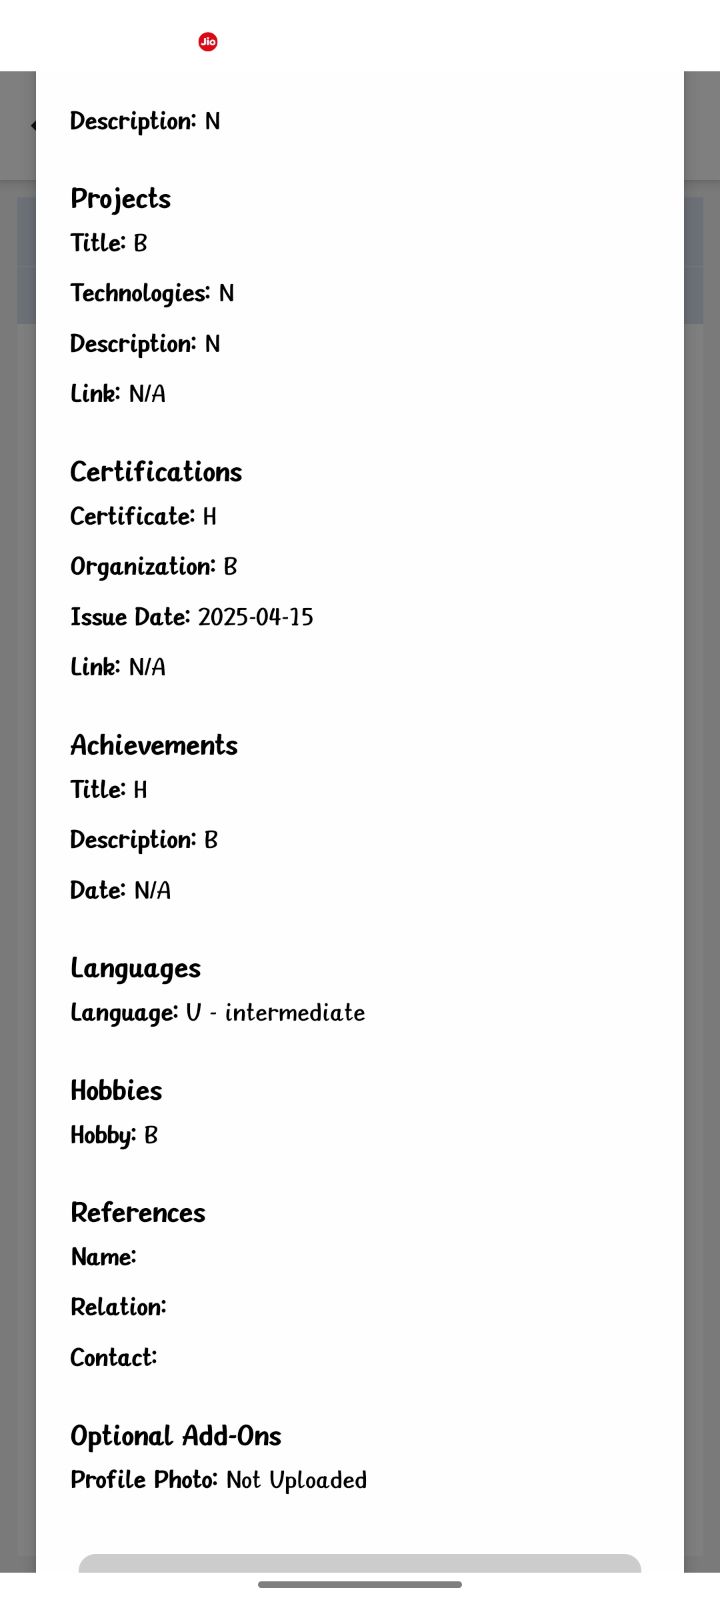 Jio
Description: N
Projects
Title: B
Technologies: N
Description: N
Link: N/A
Certifications
Certificate: H
Organization: B
Issue Date: 2025-04-15
Link: N/A
Achievements
Title: H
Description: B
Date: N/A
Languages
Language: U - intermediate
Hobbies
Hobby: B
References
Name:
Relation:
Contact:
Optional Add-Ons
Profile Photo: Not Uploaded